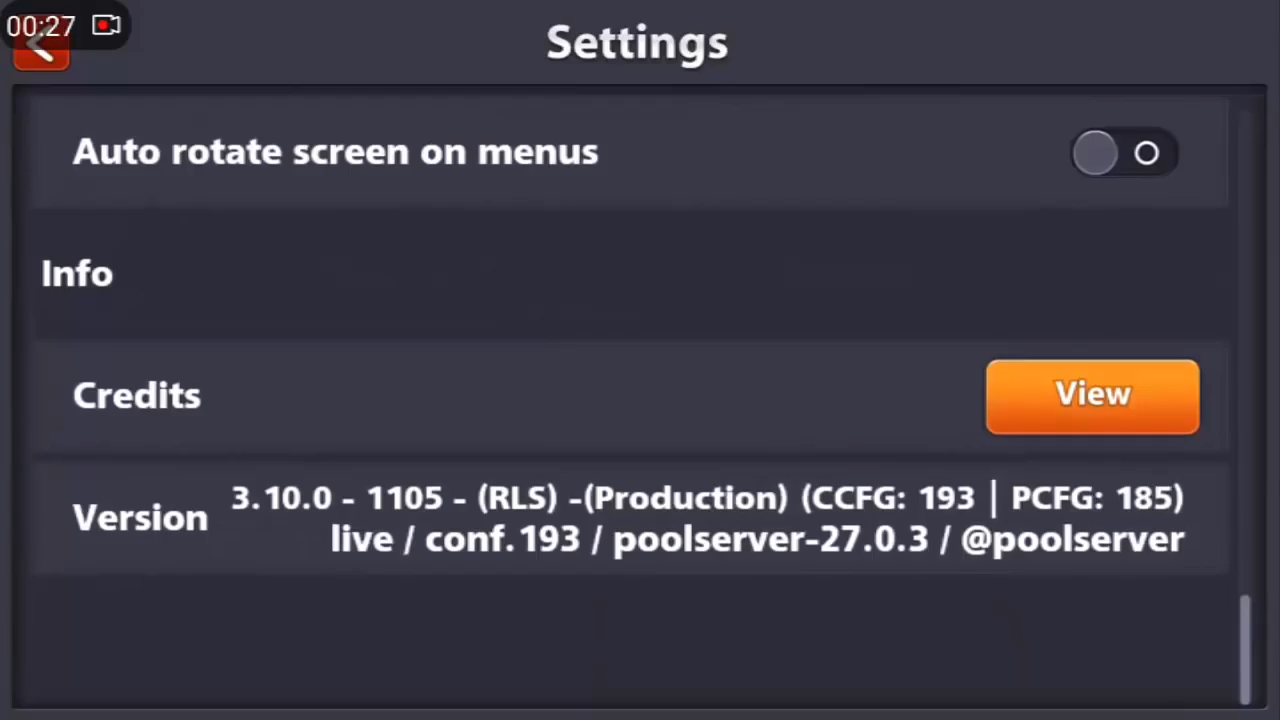 00:27
Settings
Auto rotate screen on menus
Info
Credits
View
Version
3.10.0 - 1105 - (RLS) -(Production) (CCFG: 193 | PCFG: 185)
live / conf.193 / poolserver-27.0.3 / @poolserver